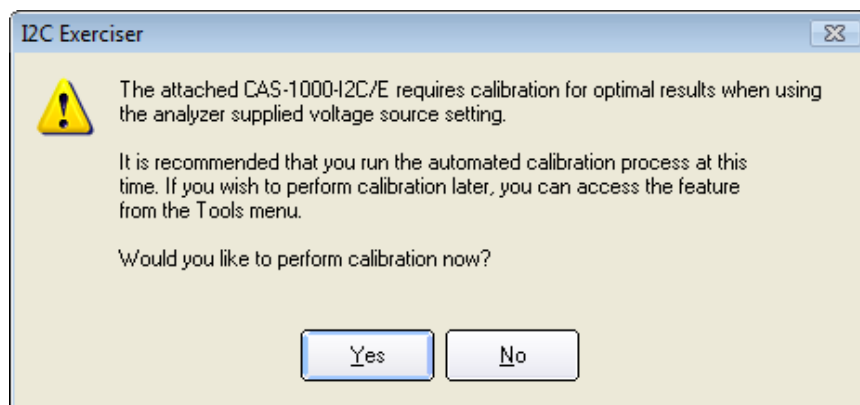 I2C Exerciser
The attached CAS-1000-I2C/E requires calibration for optimal results when using
the analyzer supplied voltage source setting.
It is recommended that you run the automated calibration process at this
time. If you wish to perform calibration later, you can access the feature
from the Tools menu.
Would you like to perform calibration now?
Yes
No